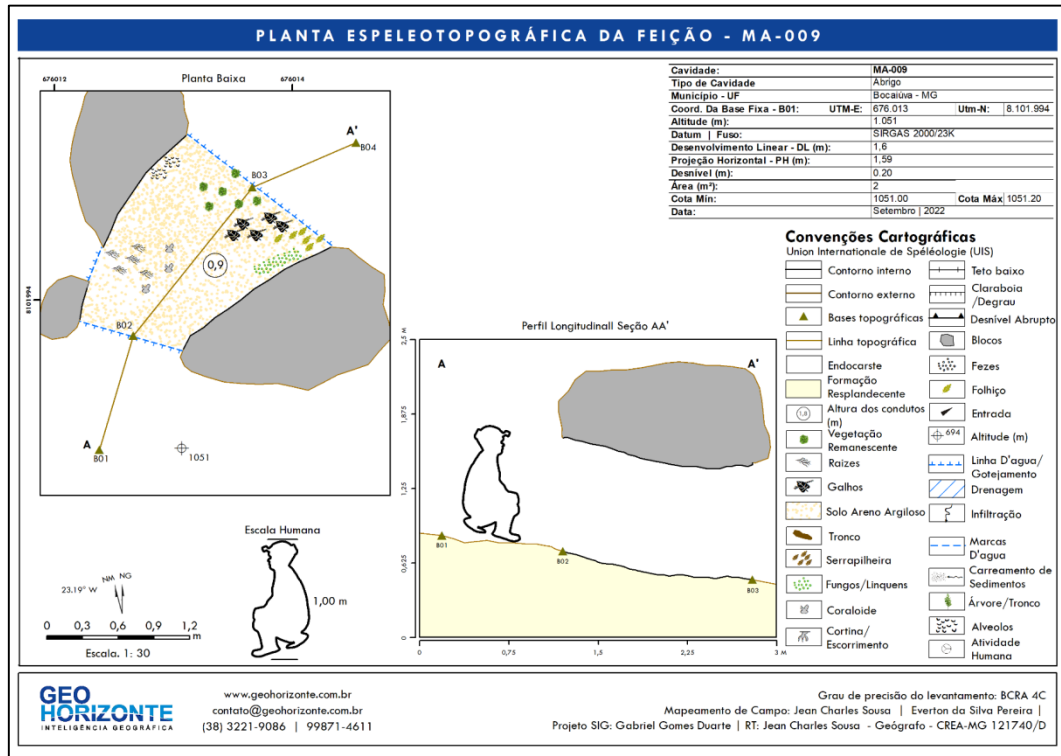 PLANTA ESPELEOTOPOGRÁFICA DA FEIÇÃO - MA-009
676012
Planta Baixa
676014
8101994
A'
B04
B03
0,9
B02
A
B01
1051
Cavidade: MA-009
Tipo de Cavidade Abrigo
Município - UF Bocaiúva - MG
Coord. Da Base Fixa - B01: UTM-E: 676.013 Utm-N: 8.101.994
Altitude (m): 1.051
Datum | Fuso: SIRGAS 2000/23K
Desenvolvimento Linear - DL (m): 1,6
Projeção Horizontal - PH (m): 1,59
Desnível (m): 0.20
Área (m²): 2
Cota Min: 1051.00 Cota Máx 1051.20
Data: Setembro | 2022
Convenções Cartográficas
Union Internationale de Spéléologie (UIS)
Contorno interno
Contorno externo
Bases topográficas
Linha topográfica
Endocarste
Formação
Resplandecente
1,0
Altura dos condutos
(m)
Vegetação
Remanescente
Raizes
Galhos
Solo Areno Argiloso
Tronco
Serrapilheira
Fungos/Linquens
Coraloide
Cortina/
Escorrimento
Teto baixo
Claraboia
/Degrau
Desnível Abrupto
Blocos
Fezes
Folhiço
Entrada
694
Altitude (m)
Linha D'agua/
Gotejamento
Drenagem
Infiltração
Marcas
D'agua
Carreamento de
Sedimentos
Árvore/Tronco
Alveolos
Atividade
Humana
Perfil Longitudinall Seção AA'
2,5 M
1,875
1,25
0,625
0
A
A'
B01
B02
B03
0
0,75
1,5
2,25
3 M
Escala Humana
1,00 m
NM NG
23.19° W
0 0,3 0,6 0,9 1,2
m
Escala. 1: 30
GEO
HORIZONTE
INTELIGÊNCIA GEOGRÁFICA
www.geohorizonte.com.br
contato@geohorizonte.com.br
(38) 3221-9086 | 99871-4611
Grau de precisão do levantamento: BCRA 4C
Mapeamento de Campo: Jean Charles Sousa | Everton da Silva Pereira |
Projeto SIG: Gabriel Gomes Duarte | RT: Jean Charles Sousa - Geógrafo - CREA-MG 121740/D